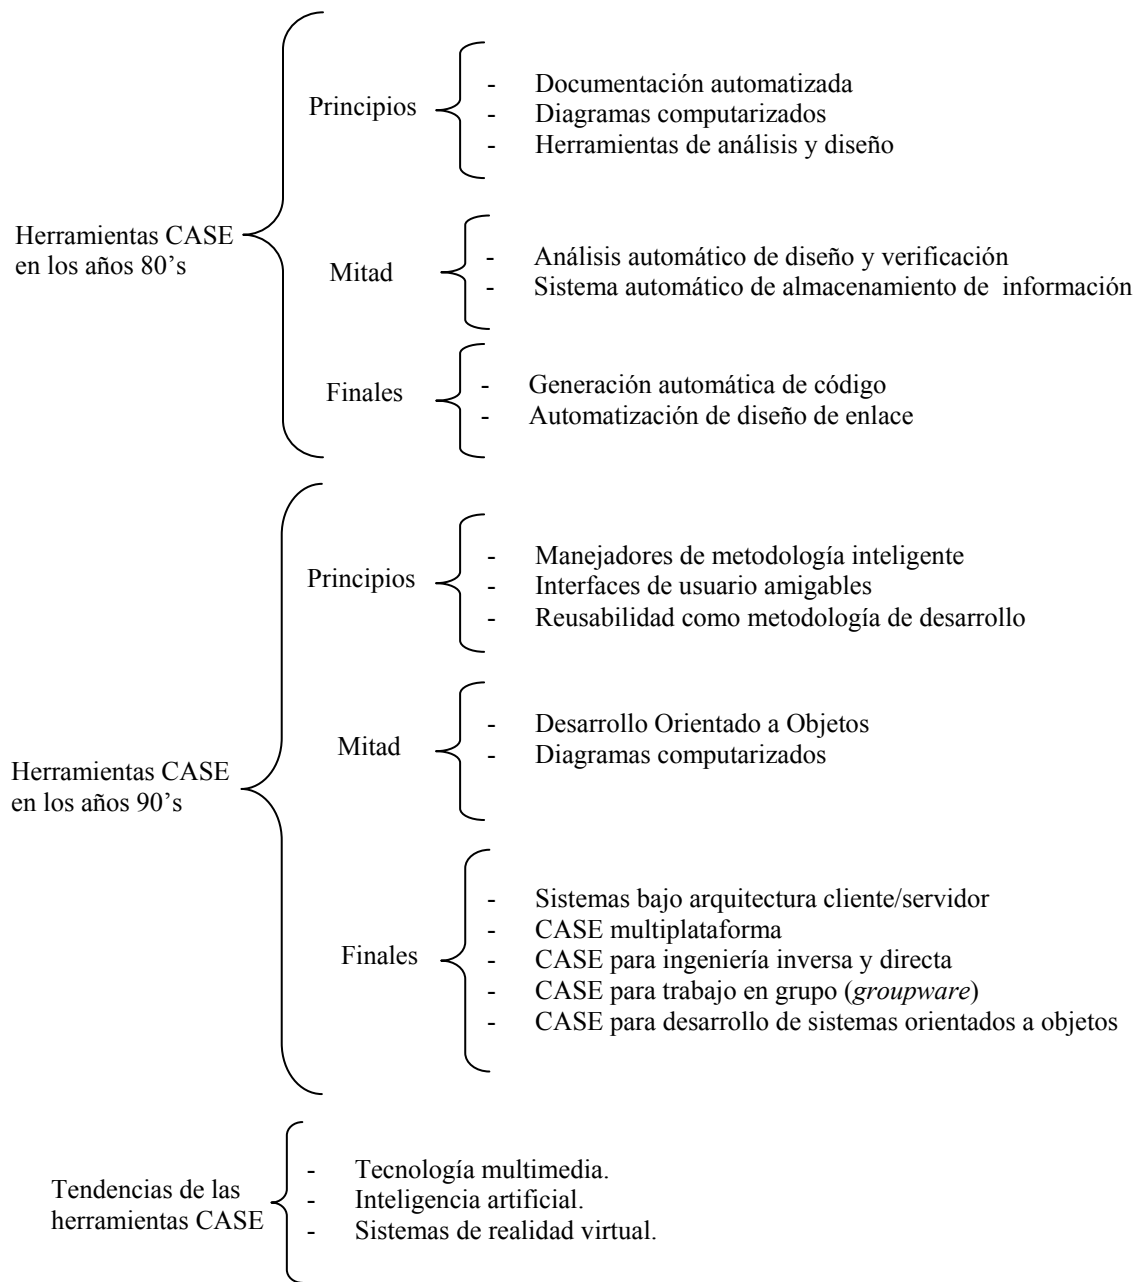 Herramientas CASE
en los años 80’s
Principios
- Documentación automatizada
- Diagramas computarizados
- Herramientas de análisis y diseño
Mitad
- Análisis automático de diseño y verificación
- Sistema automático de almacenamiento de información
Finales
- Generación automática de código
- Automatización de diseño de enlace
Herramientas CASE
en los años 90’s
Principios
- Manejadores de metodología inteligente
- Interfaces de usuario amigables
- Reusabilidad como metodología de desarrollo
Mitad
- Desarrollo Orientado a Objetos
- Diagramas computarizados
Finales
- Sistemas bajo arquitectura cliente/servidor
- CASE multiplataforma
- CASE para ingeniería inversa y directa
- CASE para trabajo en grupo (groupware)
- CASE para desarrollo de sistemas orientados a objetos
Tendencias de las
herramientas CASE
- Tecnología multimedia.
- Inteligencia artificial.
- Sistemas de realidad virtual.